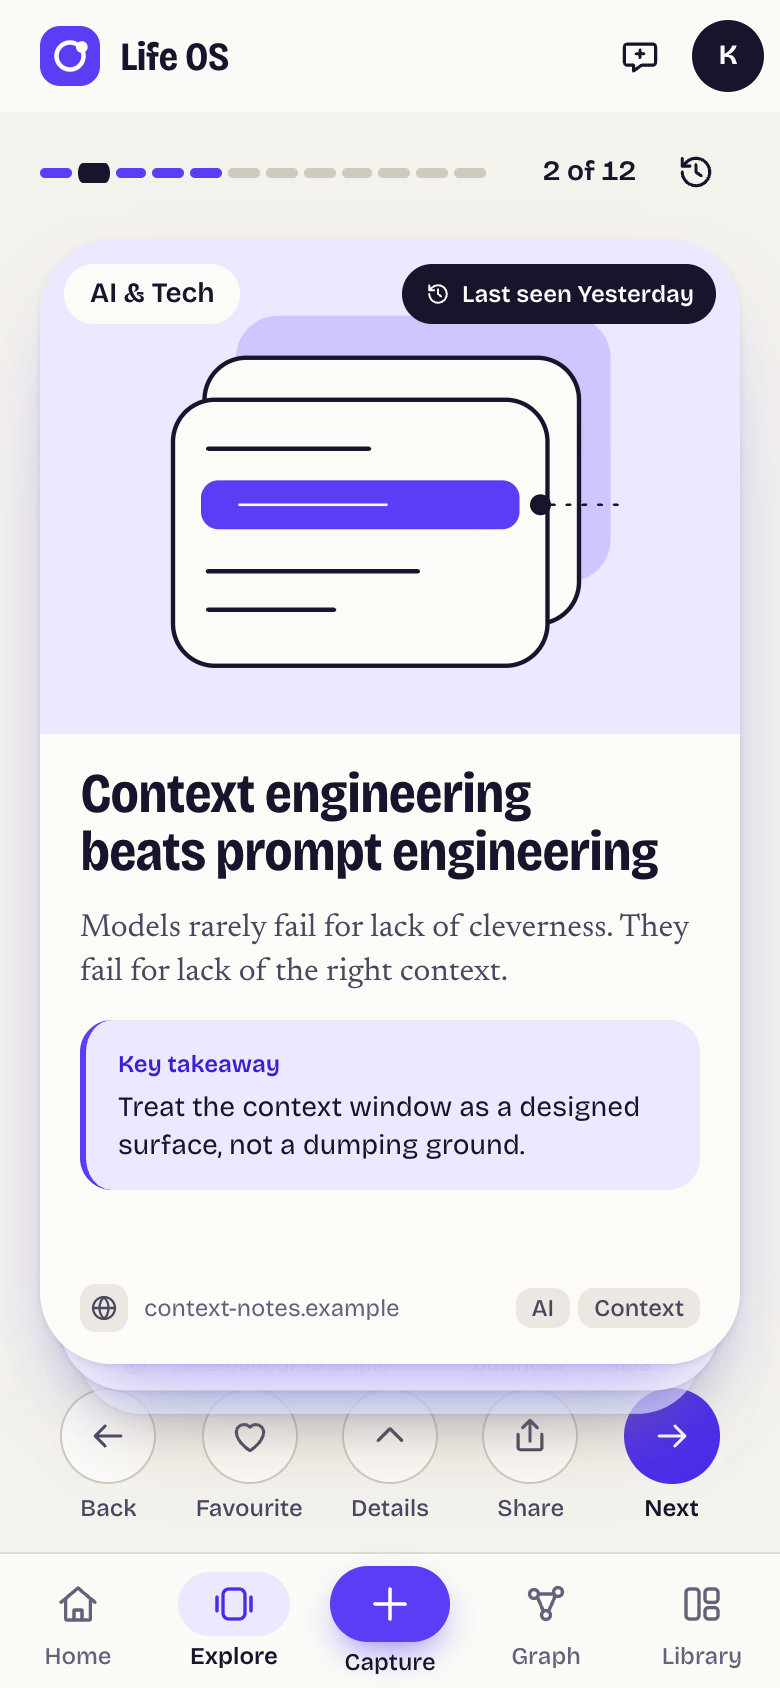 Life OS
K
2 of 12
AI & Tech
Last seen Yesterday
Context engineering
beats prompt engineering
Models rarely fail for lack of cleverness. They
fail for lack of the right context.
Key takeaway
Treat the context window as a designed
surface, not a dumping ground.
context-notes.example
AI
Context
Back
Favourite
Details
Share
Next
Home
Explore
Capture
Graph
Library